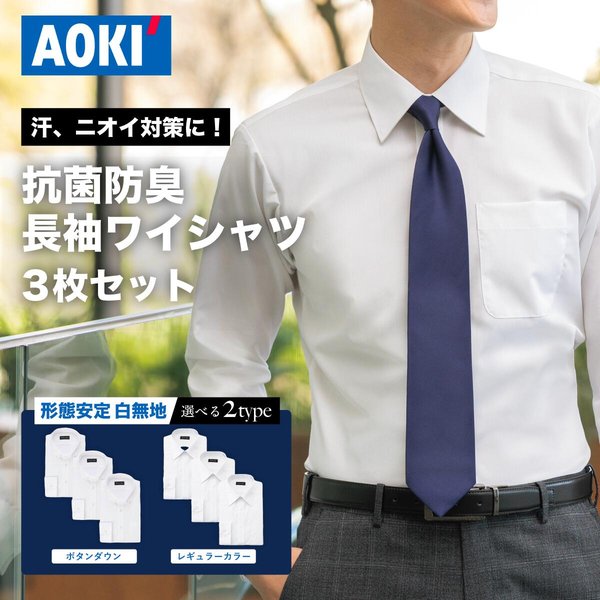 AOKI
汗、ニオイ対策に！
抗菌防臭
長袖ワイシャツ
3枚セット
形態安定 白無地 選べる2type
ボタンダウン
レギュラーカラー